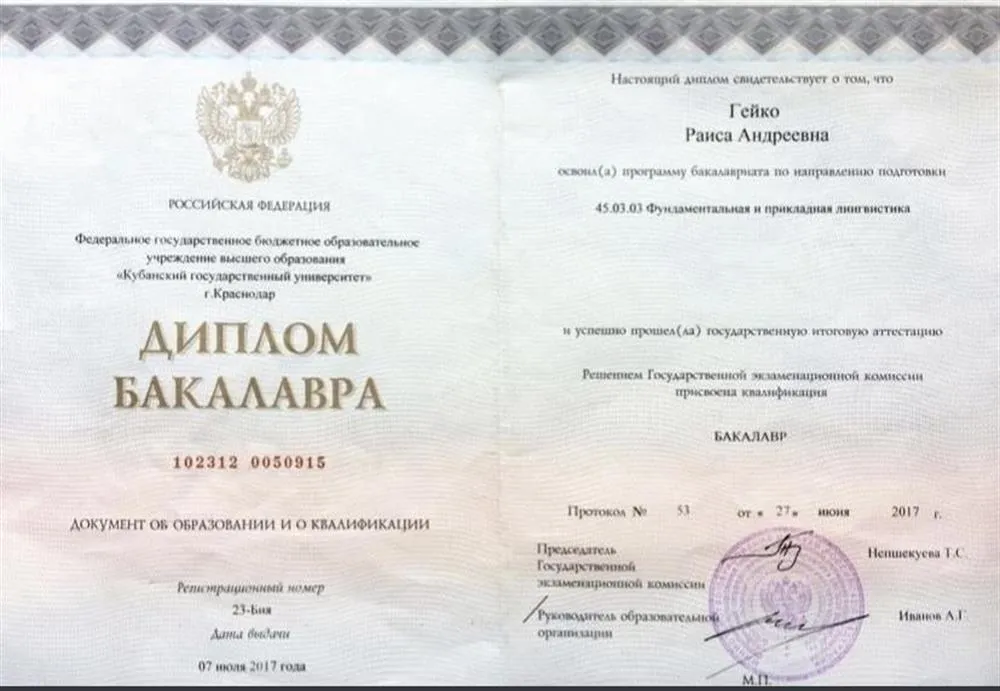 РОССИЙСКАЯ ФЕДЕРАЦИЯ
Федеральное государственное бюджетное образовательное
учреждение высшего образования
«Кубанский государственный университет»
г.Краснодар
ДИПЛОМ
БАКАЛАВРА
102312 0050915
ДОКУМЕНТ ОБ ОБРАЗОВАНИИ И О КВАЛИФИКАЦИИ
Регистрационный номер
23-Бия
Дата выдачи
07 июля 2017 года
Настоящий диплом свидетельствует о том, что
Гейко
Раиса Андреевна
освоил(а) программу бакалавриата по направлению подготовки
45.03.03 Фундаментальная и прикладная лингвистика
и успешно прошел(ла) государственную итоговую аттестацию
Решением Государственной экзаменационной комиссии
присвоена квалификация
БАКАЛАВР
Протокол № 53 от « 27 » июня 2017 г.
Председатель
Государственной
экзаменационной комиссии
Непшекуева Т.С.
Руководитель образовательной
организации
Иванов А.Г.
М.П.